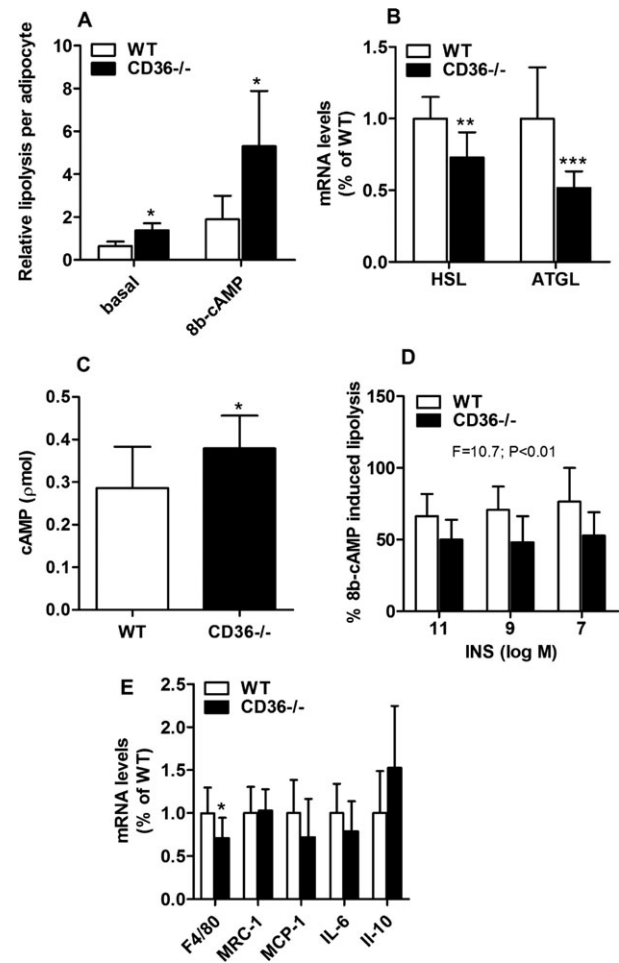 A
WT
CD36-/-
Relative lipolysis per adipocyte
10
8
6
4
2
0
*
*
basal
8b-cAMP
B
WT
CD36-/-
mRNA levels
(% of WT)
1.5
1.0
0.5
0.0
**
***
HSL
ATGL
C
cAMP (ρmol)
0.5
0.4
0.3
0.2
0.1
0.0
*
WT
CD36-/-
D
WT
CD36-/-
F=10.7; P<0.01
% 8b-cAMP induced lipolysis
150
100
50
0
11
9
7
INS (log M)
E
WT
CD36-/-
mRNA levels
(% of WT)
2.5
2.0
1.5
1.0
0.5
0.0
*
F4/80
MRC-1
MCP-1
IL-6
Il-10